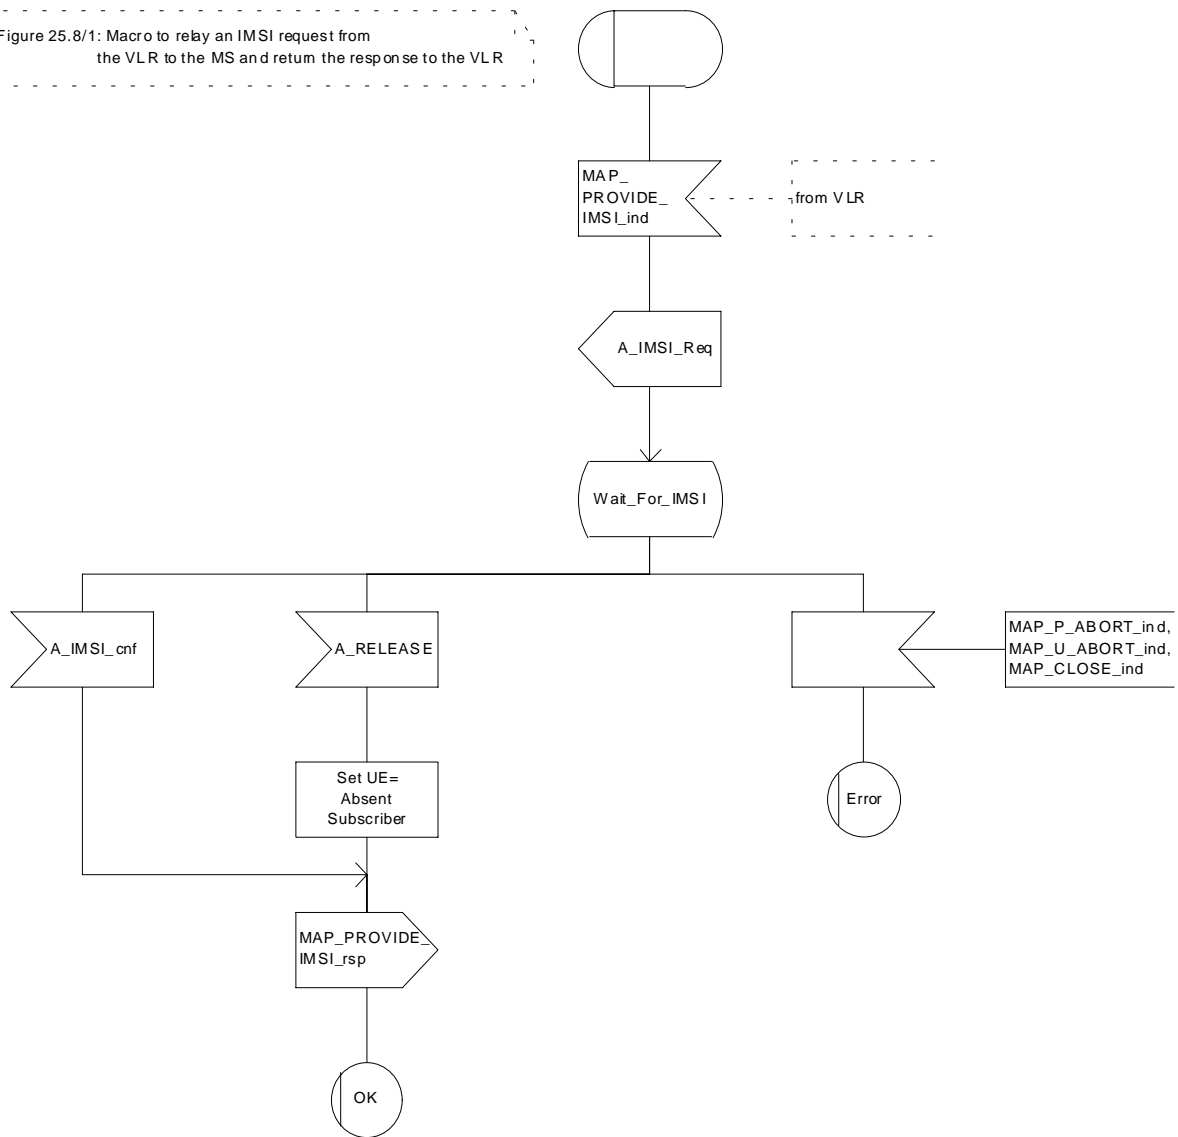 Figure 25.8/1: Macro to relay an IMSI request from
the VLR to the MS and return the response to the VLR
MAP_
PROVIDE_
IMSI_ind
from VLR
A_IMSI_Req
Wait_For_IMSI
A_IMSI_cnf
A_RELEASE
MAP_P_ABORT_ind,
MAP_U_ABORT_ind,
MAP_CLOSE_ind
Set UE=
Absent
Subscriber
Error
MAP_PROVIDE_
IMSI_rsp
OK